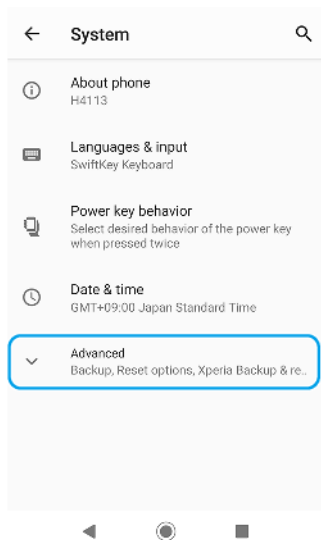 System
About phone
H4113
Languages & input
SwiftKey Keyboard
Power key behavior
Select desired behavior of the power key
when pressed twice
Date & time
GMT+09:00 Japan Standard Time
Advanced
Backup, Reset options, Xperia Backup & re..